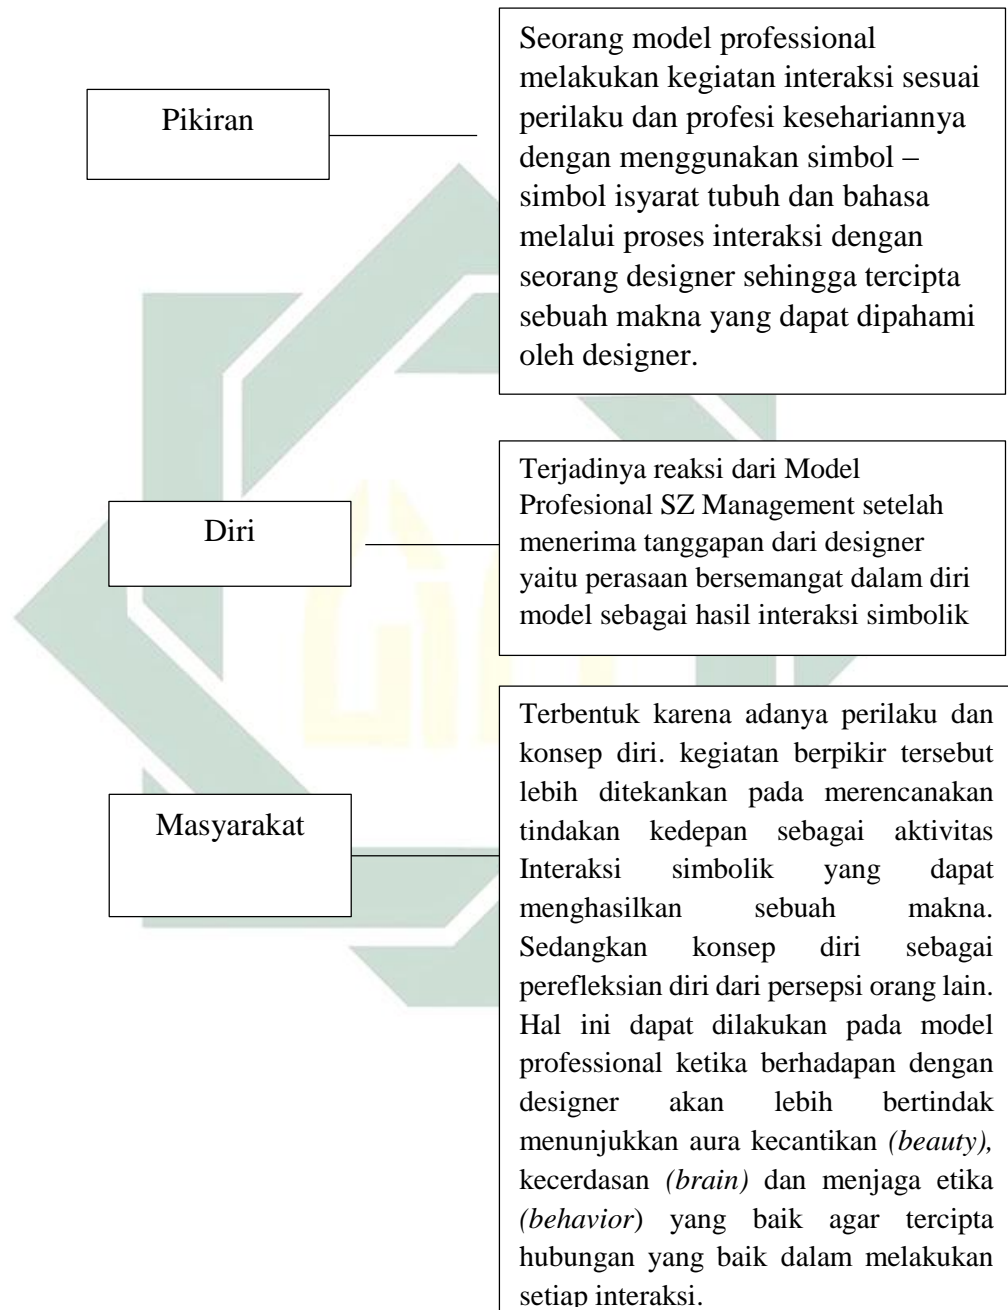 Pikiran
Seorang model professional
melakukan kegiatan interaksi sesuai
perilaku dan profesi kesehariannya
dengan menggunakan simbol –
simbol isyarat tubuh dan bahasa
melalui proses interaksi dengan
seorang designer sehingga tercipta
sebuah makna yang dapat dipahami
oleh designer.
Diri
Terjadinya reaksi dari Model
Profesional SZ Management setelah
menerima tanggapan dari designer
yaitu perasaan bersemangat dalam diri
model sebagai hasil interaksi simbolik
Masyarakat
Terbentuk karena adanya perilaku dan
konsep diri. kegiatan berpikir tersebut
lebih ditekankan pada merencanakan
tindakan kedepan sebagai aktivitas
Interaksi simbolik yang dapat
menghasilkan sebuah makna.
Sedangkan konsep diri sebagai
perefleksian diri dari persepsi orang lain.
Hal ini dapat dilakukan pada model
professional ketika berhadapan dengan
designer akan lebih bertindak
menunjukkan aura kecantikan (beauty),
kecerdasan (brain) dan menjaga etika
(behavior) yang baik agar tercipta
hubungan yang baik dalam melakukan
setiap interaksi.